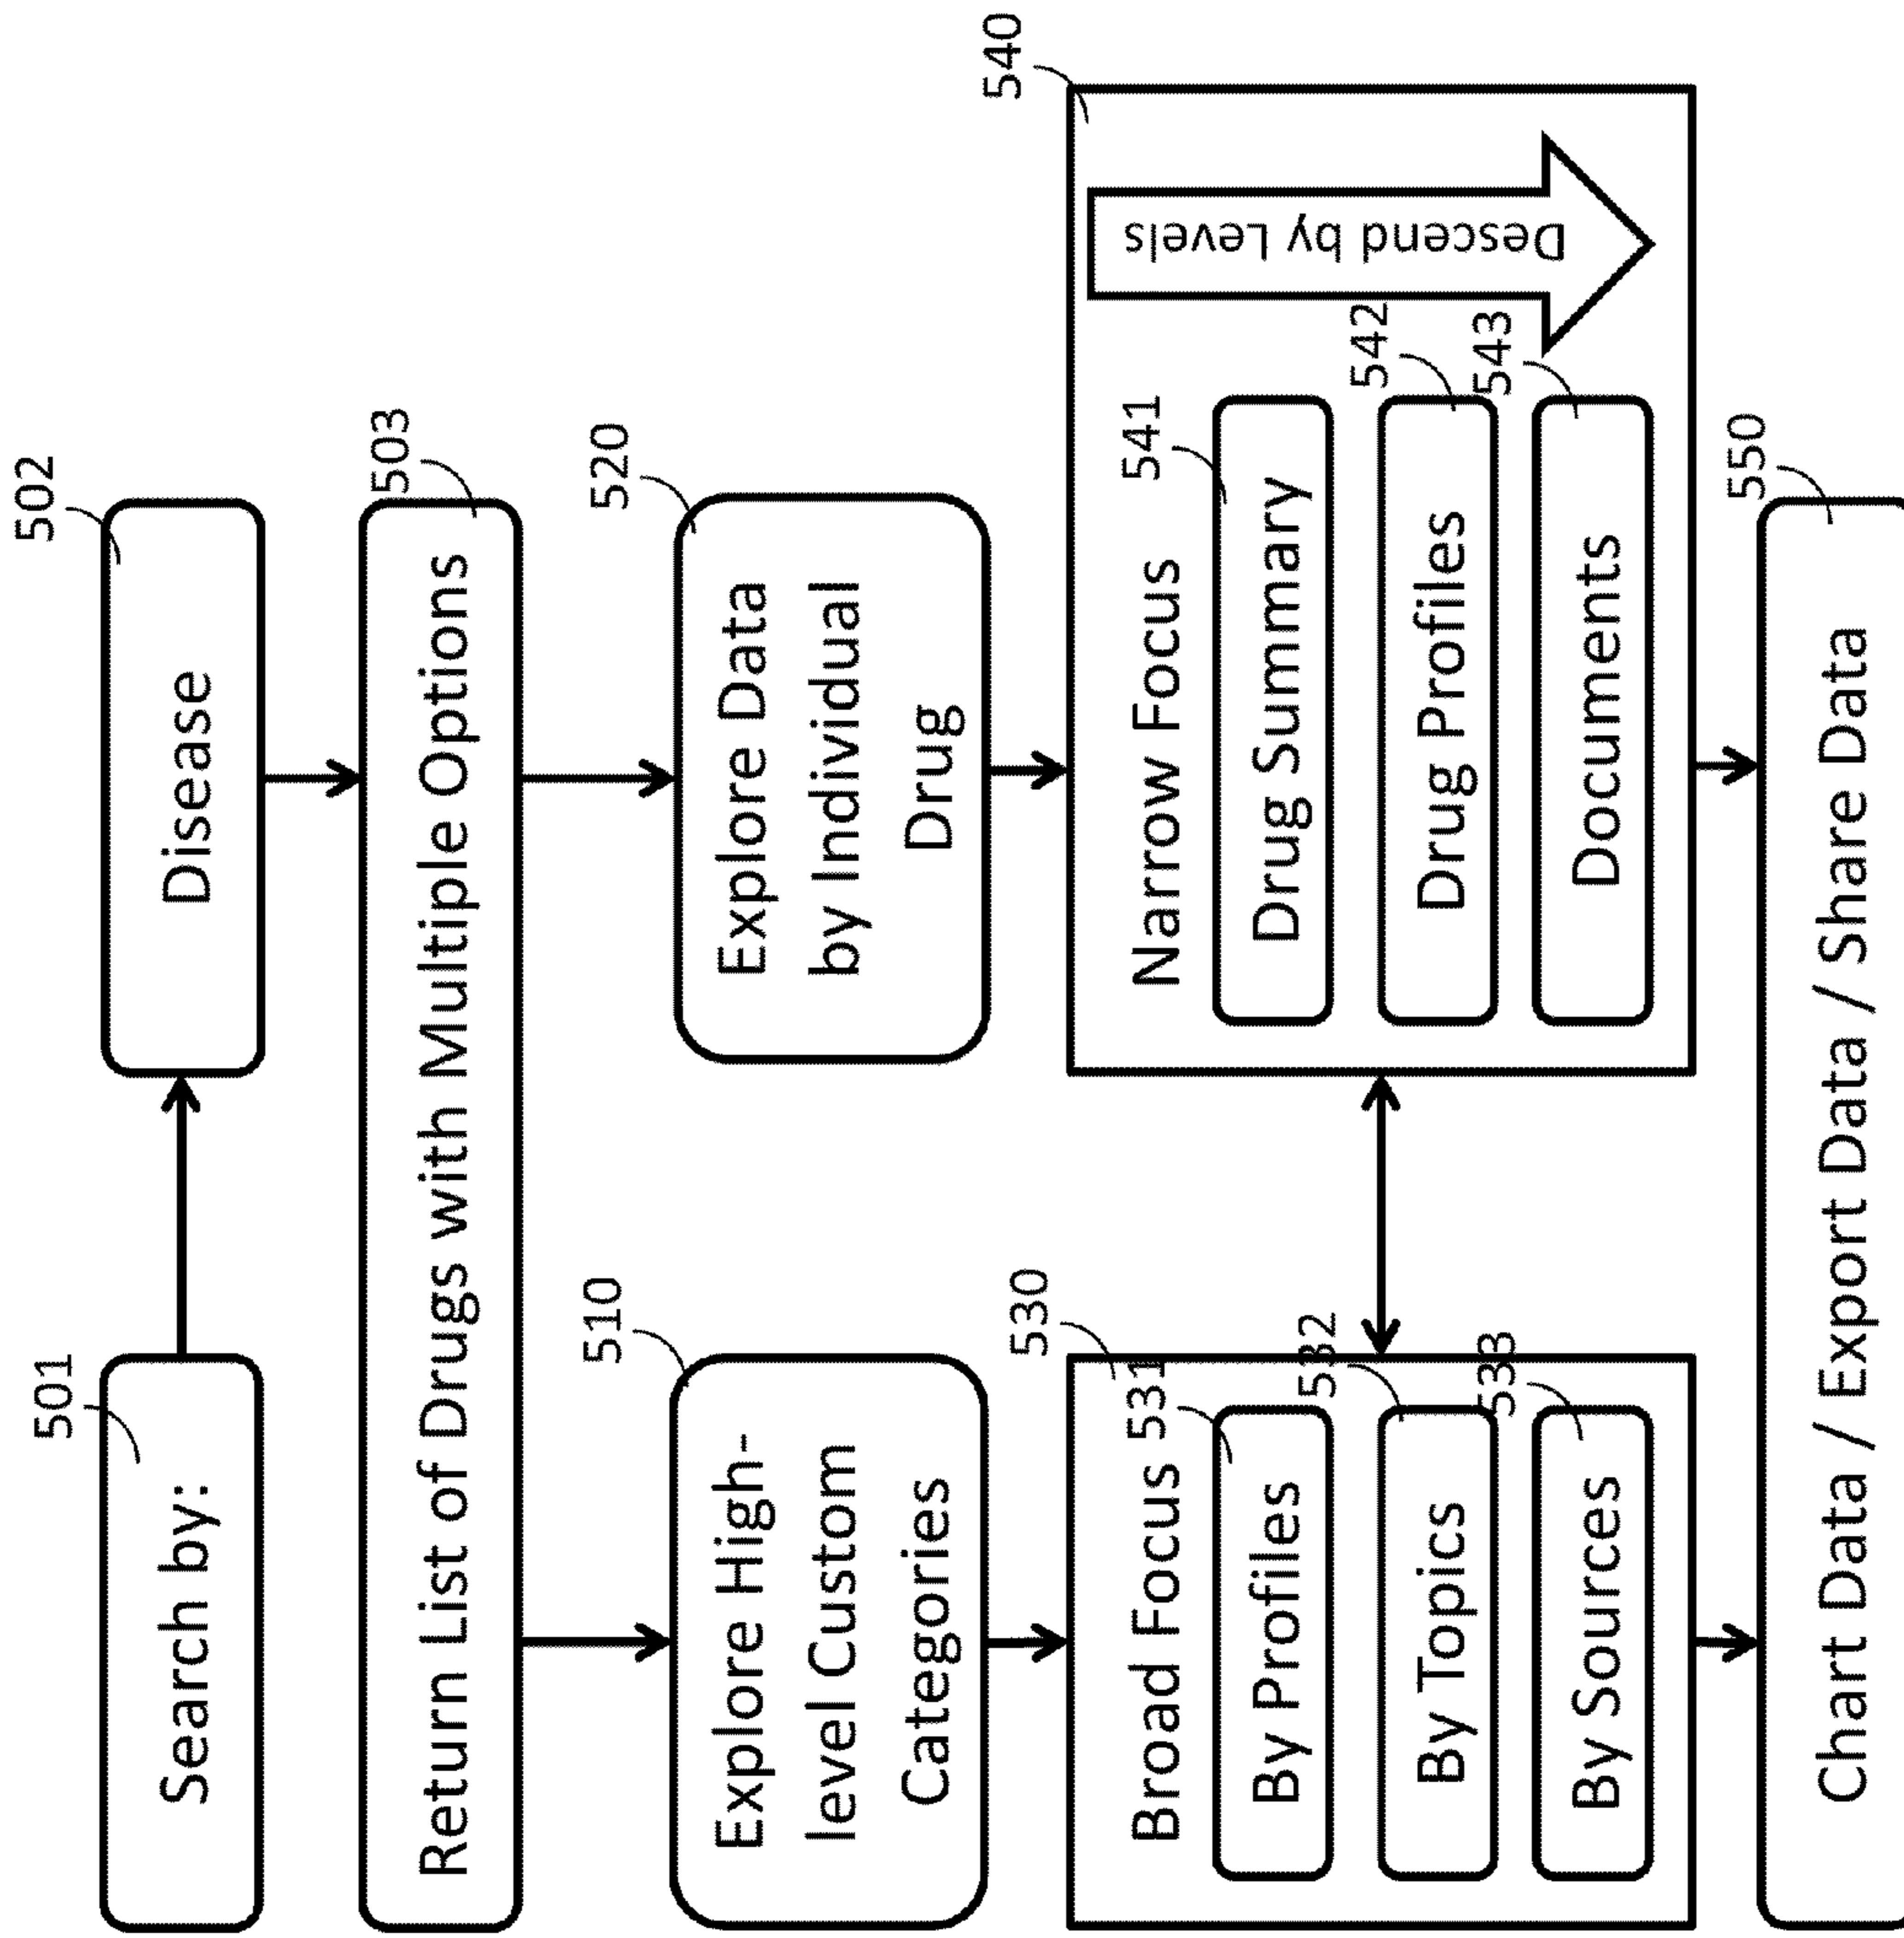 501
Search by:
502
Disease
503
Return List of Drugs with Multiple Options
510
Explore High-
level Custom
Categories
520
Explore Data
by Individual
Drug
530
Broad Focus
531
By Profiles
532
By Topics
533
By Sources
540
Narrow Focus
541
Drug Summary
542
Drug Profiles
543
Documents
Descend by Levels
550
Chart Data / Export Data / Share Data